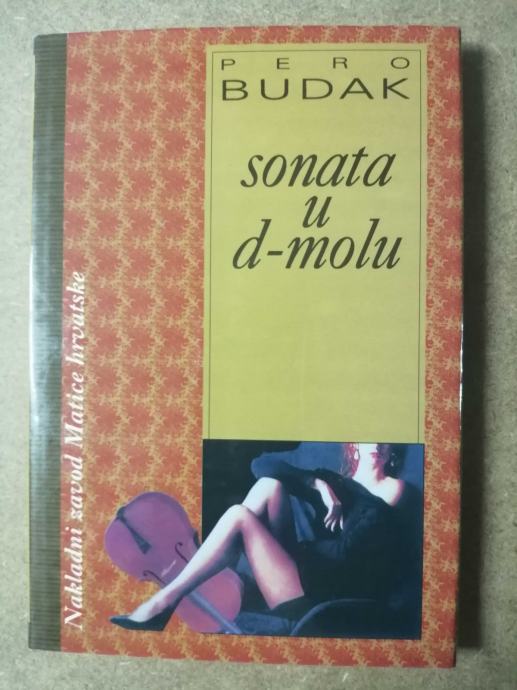 PERO
BUDAK
sonata
u
d-molu
Nakladni zavod Matice hrvatske